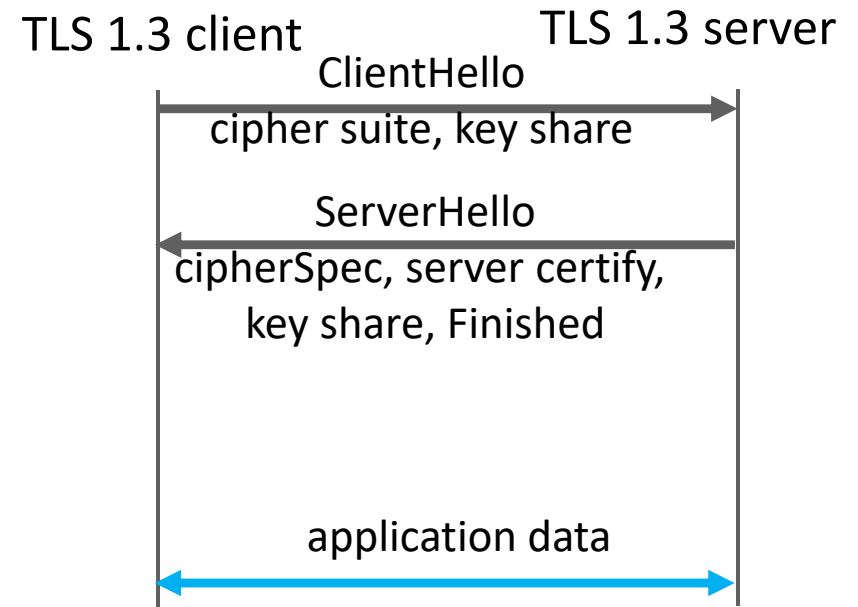 TLS 1.3 client
TLS 1.3 server
ClientHello
cipher suite, key share
ServerHello
cipherSpec, server certify,
key share, Finished
application data